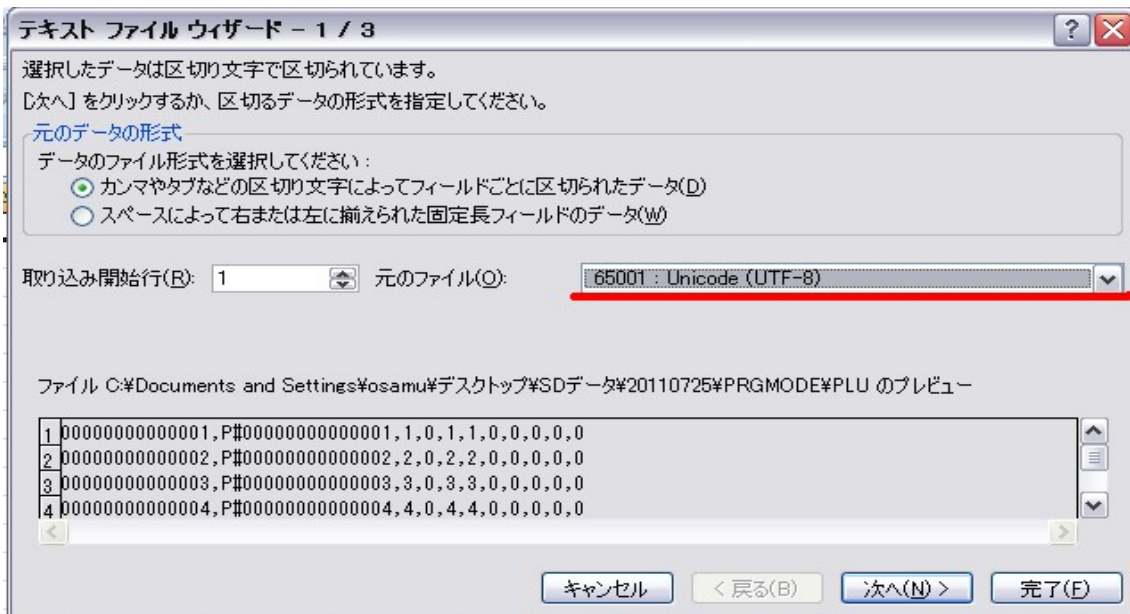 テキスト ファイル ウィザード - 1 / 3
選択したデータは区切り文字で区切られています。
[次へ] をクリックするか、区切るデータの形式を指定してください。
元のデータの形式
データのファイル形式を選択してください:
カンマやタブなどの区切り文字によってフィールドごとに区切られたデータ(D)
スペースによって右または左に揃えられた固定長フィールドのデータ(W)
取り込み開始行(R): 1 元のファイル(O): 65001 : Unicode (UTF-8)
ファイル C:¥Documents and Settings¥osamu¥デスクトップ¥SDデータ¥20110725¥PRGMODE¥PLU のプレビュー
1 00000000000001,P#00000000000001,1,0,1,1,0,0,0,0,0
2 00000000000002,P#00000000000002,2,0,2,2,0,0,0,0,0
3 00000000000003,P#00000000000003,3,0,3,3,0,0,0,0,0
4 00000000000004,P#00000000000004,4,0,4,4,0,0,0,0,0
キャンセル < 戻る(B) 次へ(N) > 完了(F)